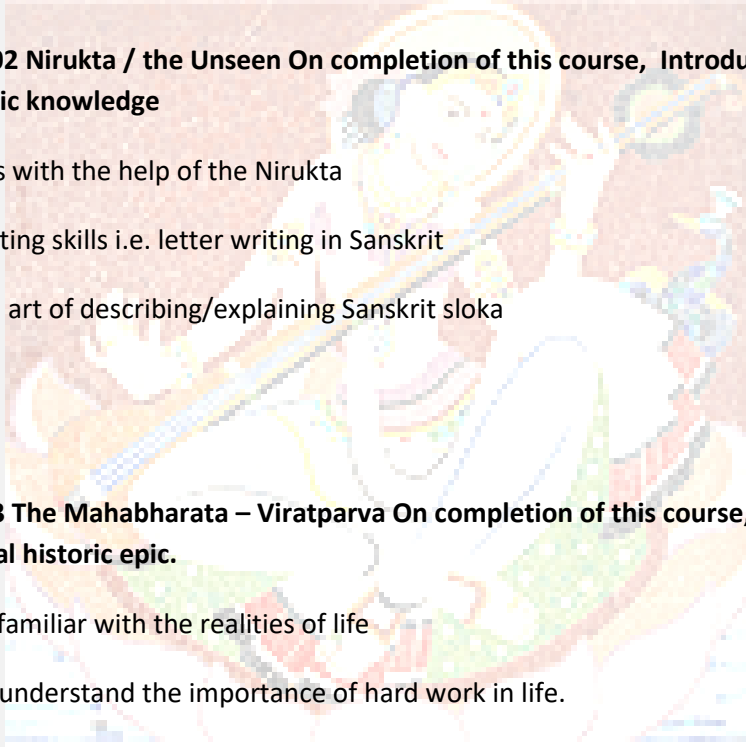 02 Nirukta / the Unseen On completion of this course, Introdu
ic knowledge
s with the help of the Nirukta
ting skills i.e. letter writing in Sanskrit
art of describing/explaining Sanskrit sloka
3 The Mahabharata – Viratparva On completion of this course,
al historic epic.
familiar with the realities of life
understand the importance of hard work in life.